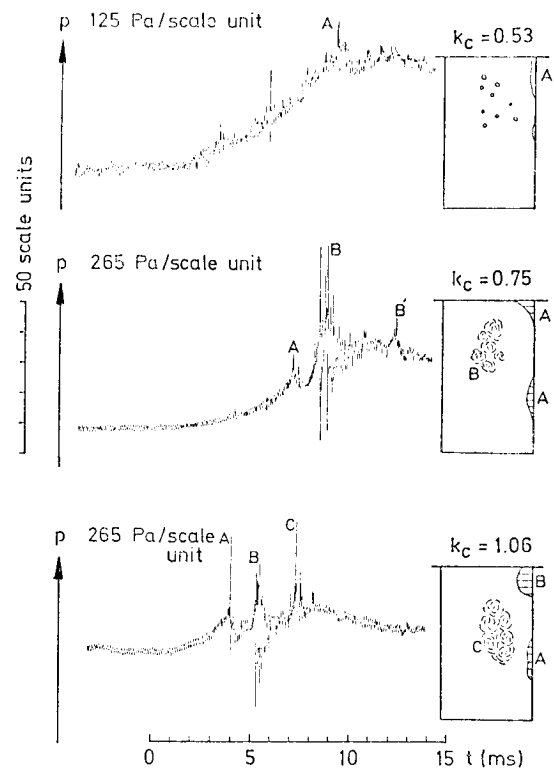 p 125 Pa/scale unit
A
k_c = 0.53
A
50 scale units
p 265 Pa/scale unit
B
A
B'
k_c = 0.75
A
B
A
p 265 Pa/scale unit
A
B
C
k_c = 1.06
B
C
A
0 5 10 15 t (ms)